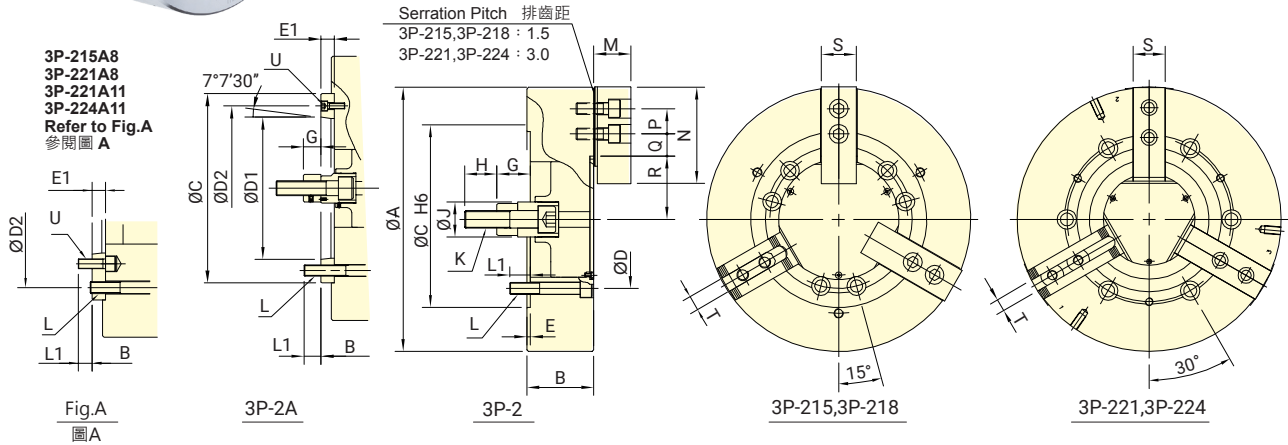 Serration Pitch 排齒距
3P-215,3P-218：1.5
3P-221,3P-224：3.0
3P-215A8
3P-221A8
3P-221A11
3P-224A11
Refer to Fig.A
參閱圖 A
E1
U
ØD2
L
L1
B
Fig.A
圖A
E1
U
7°7'30"
G
ØC
ØD2
ØD1
L
L1
B
3P-2A
M
N
P
Q
R
H
G
ØA
ØC H6
ØJ
K
L1
L
ØD
E
B
3P-2
S
T
15°
3P-215,3P-218
S
2
3
1
T
30°
3P-221,3P-224